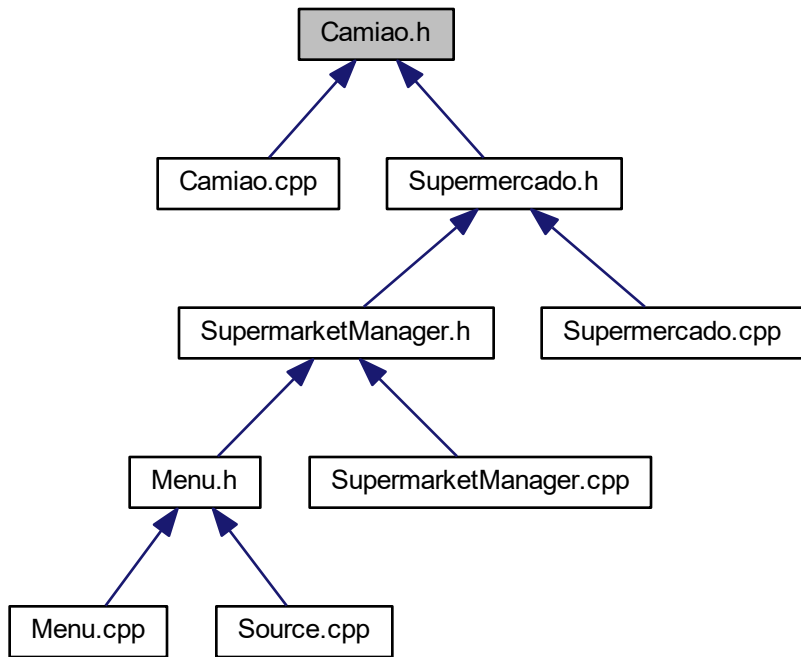 Camiao.h
Camiao.cpp
Supermercado.h
SupermarketManager.h
Supermercado.cpp
Menu.h
SupermarketManager.cpp
Menu.cpp
Source.cpp